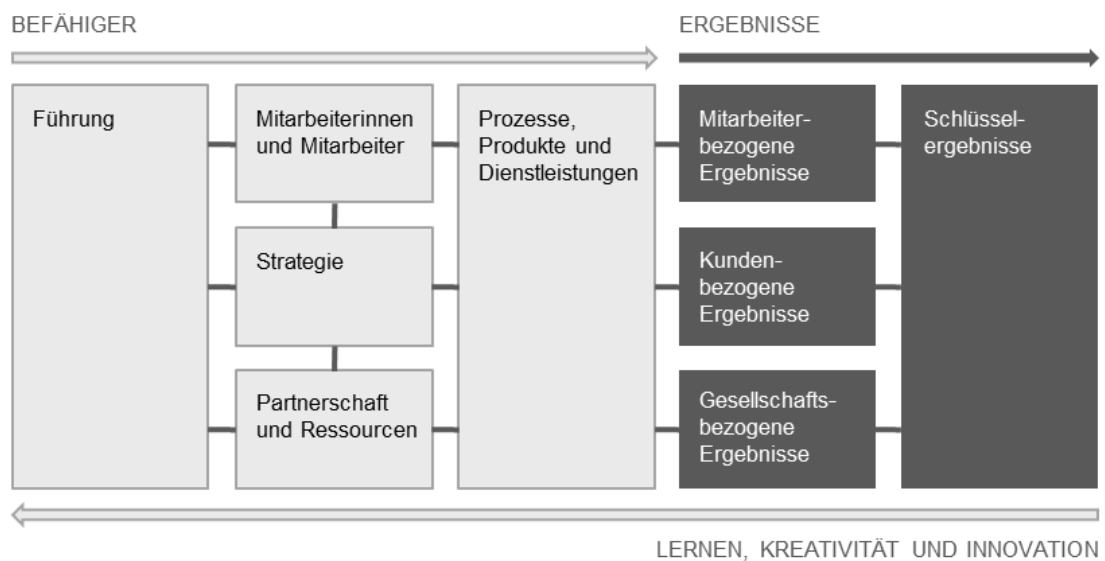 BEFÄHIGER
ERGEBNISSE
Führung
Mitarbeiterinnen
und Mitarbeiter
Strategie
Partnerschaft
und Ressourcen
Prozesse,
Produkte und
Dienstleistungen
Mitarbeiter-
bezogene
Ergebnisse
Kunden-
bezogene
Ergebnisse
Gesellschafts-
bezogene
Ergebnisse
Schlüssel-
ergebnisse
LERNEN, KREATIVITÄT UND INNOVATION